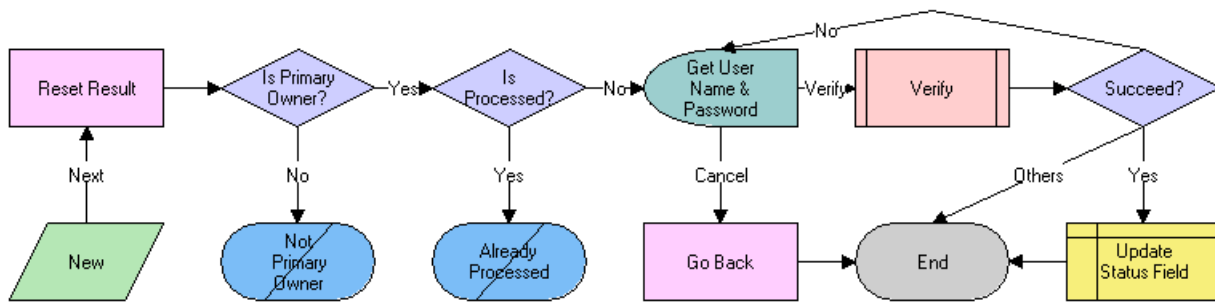 No
Reset Result
Is Primary
Owner?
Yes
Is
Processed?
No
Get User
Name &
Password
Verify
Verify
Succeed?
Next
No
Yes
Cancel
Others
Yes
New
Not
Primary
Owner
Already
Processed
Go Back
End
Update
Status Field